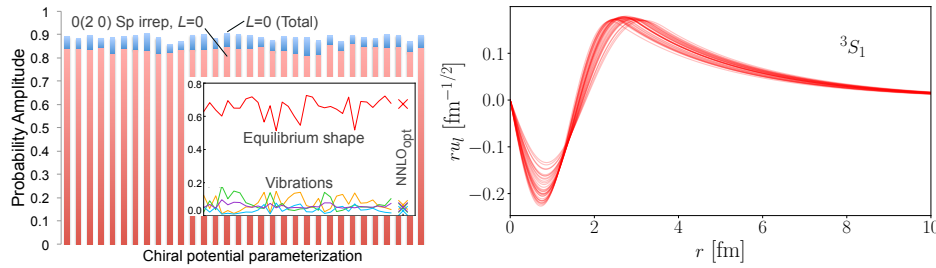 0(2 0) Sp irrep, L=0
L=0 (Total)
1
0.9
0.8
0.7
0.6
0.5
0.4
0.3
0.2
0.1
0
Probability Amplitude
Chiral potential parameterization
0.8
0.6
0.4
0.2
0.0
Equilibrium shape
Vibrations
NNLOopt
0.1
0.0
−0.1
−0.2
ru_l [fm^{−1/2}]
³S₁
0 2 4 6 8 10
r [fm]